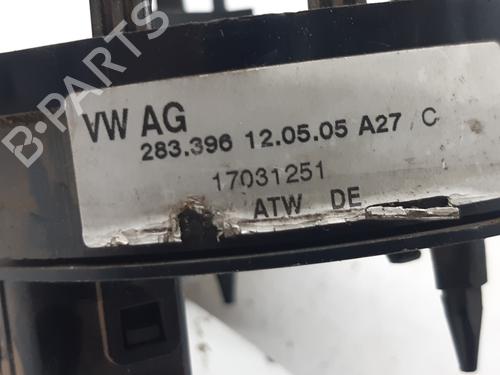 B-PARTS
VW AG
283.396 12.05.05 A27 C
17031251
ATW DE